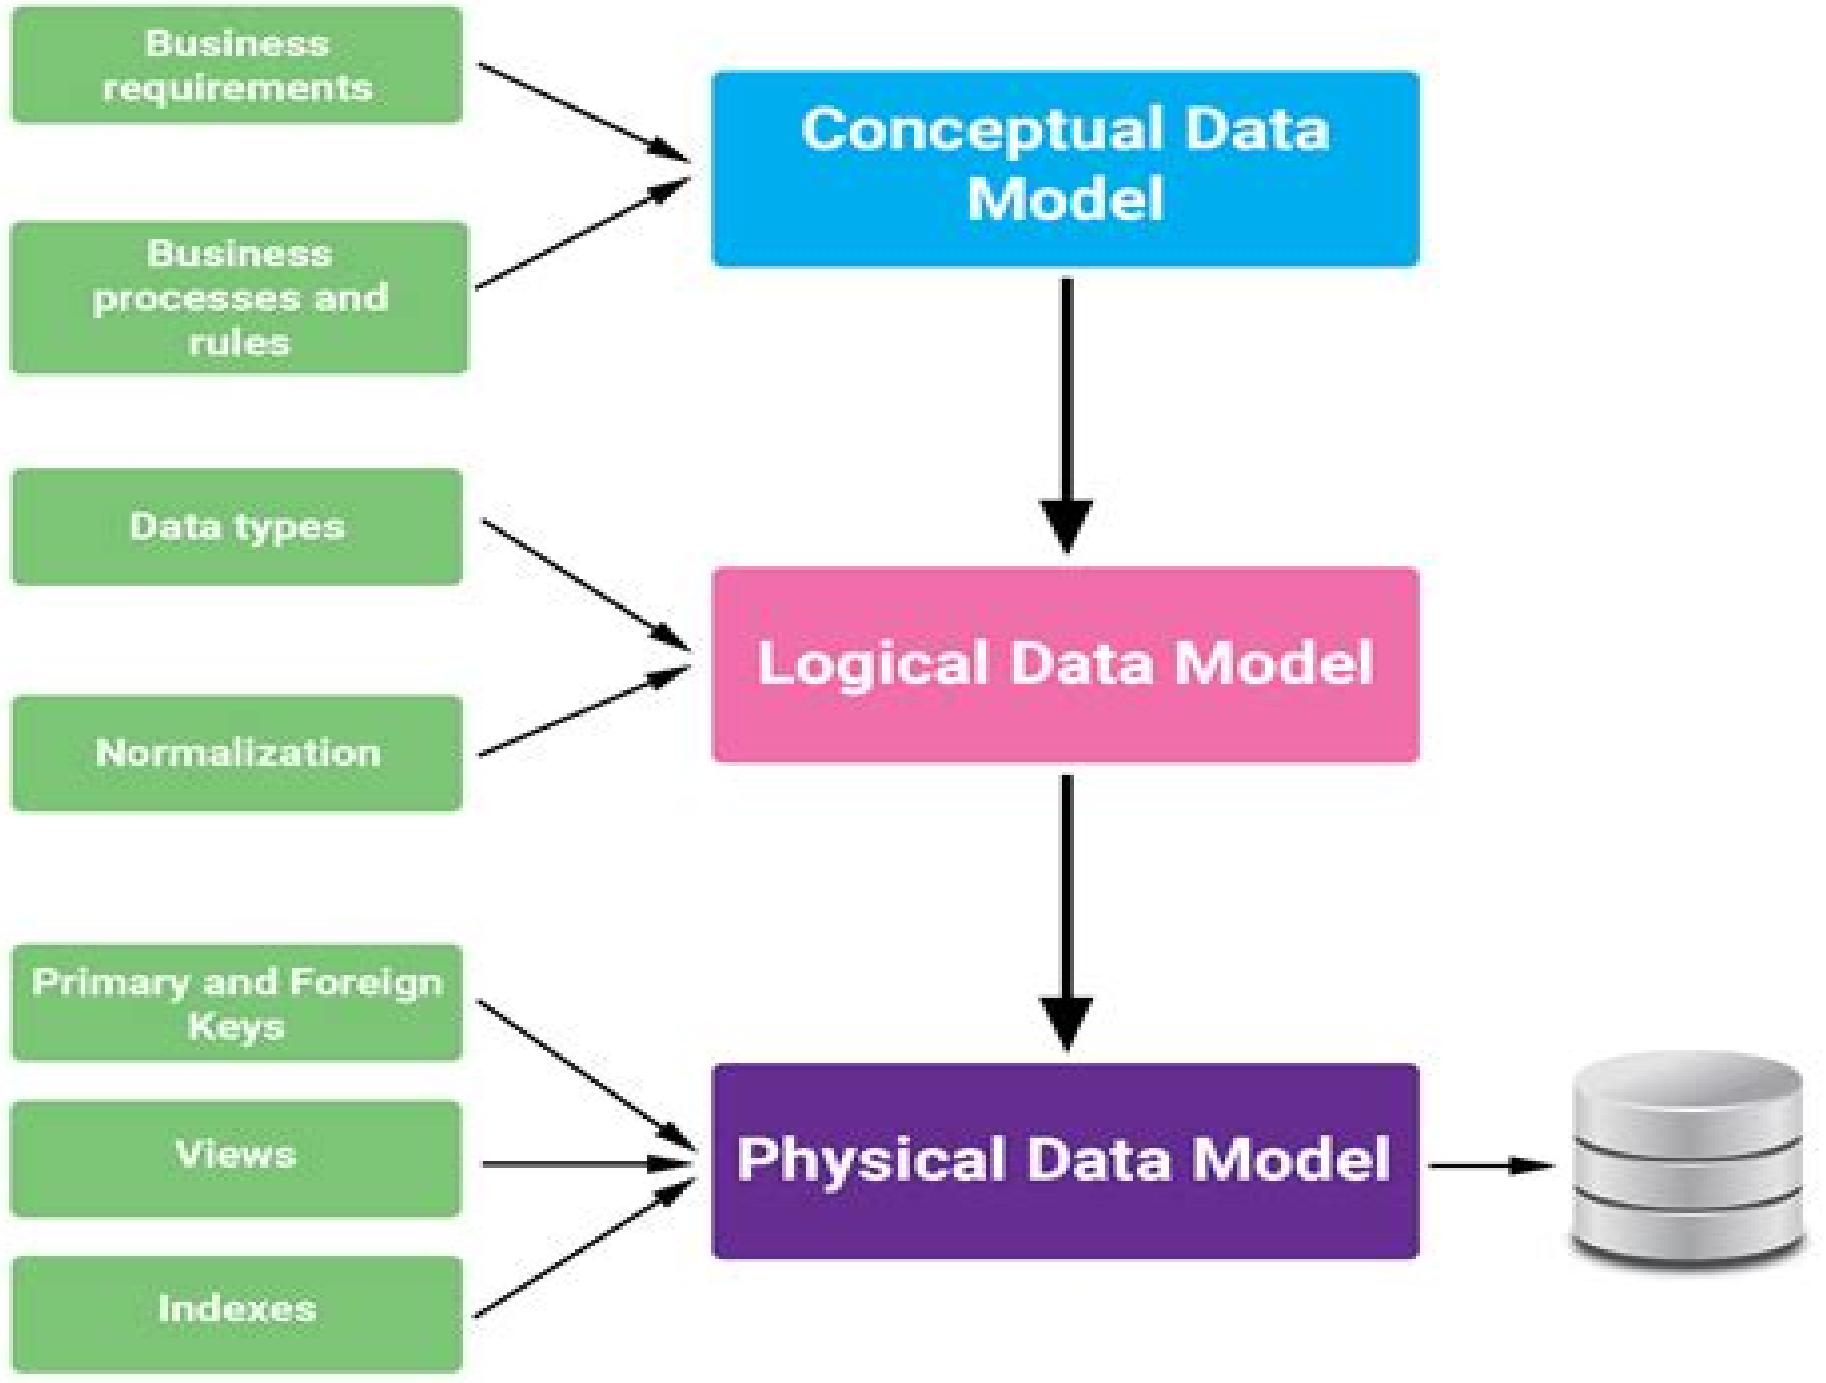 Business
requirements
Conceptual Data
Model
Business
processes and
rules
Data types
Logical Data Model
Normalization
Primary and Foreign
Keys
Views
Physical Data Model
Indexes